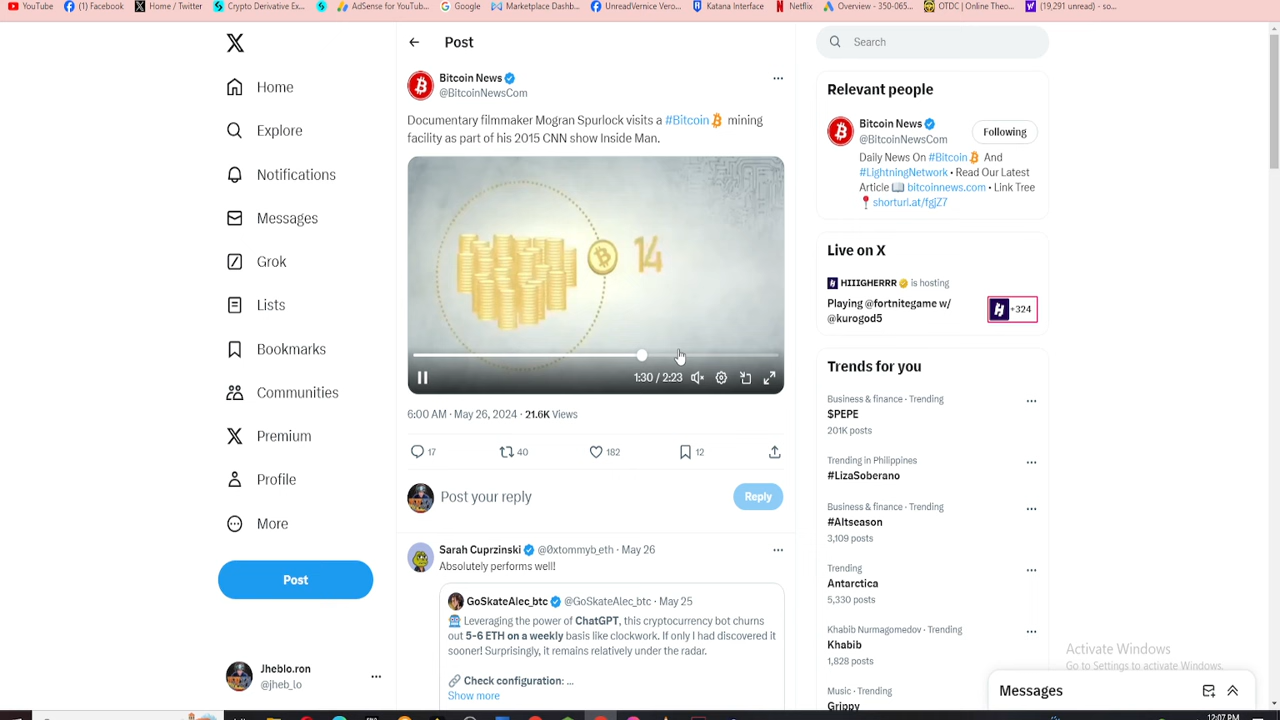 YouTube
(1) Facebook
Home / Twitter
Crypto Derivative Ex...
AdSense for YouTub...
Google
Marketplace Dashb...
UnreadVernice Vero...
Katana Interface
Netflix
Overview - 350-065...
OTDC | Online Theo...
(19,291 unread) - so...
Home
Explore
Notifications
Messages
Grok
Lists
Bookmarks
Communities
Premium
Profile
More
Post
Jheblo.ron
@jheb_lo
Post
Bitcoin News
@BitcoinNewsCom
Documentary filmmaker Mogran Spurlock visits a #Bitcoin mining
facility as part of his 2015 CNN show Inside Man.
14
1:30 / 2:23
6:00 AM · May 26, 2024 · 21.6K Views
17
40
182
12
Post your reply
Reply
Sarah Cuprzinski @0xtommyb_eth · May 26
Absolutely performs well!
GoSkateAlec_btc @GoSkateAlec_btc · May 25
Leveraging the power of ChatGPT, this cryptocurrency bot churns
out 5-6 ETH on a weekly basis like clockwork. If only I had discovered it
sooner! Surprisingly, it remains relatively under the radar.
Check configuration: ...
Show more
Search
Relevant people
Bitcoin News
@BitcoinNewsCom
Following
Daily News On #Bitcoin And
#LightningNetwork • Read Our Latest
Article bitcoinnews.com • Link Tree
shorturl.at/fgjZ7
Live on X
HIIIGHERRR is hosting
Playing @fortnitegame w/
@kurogod5
+324
Trends for you
Business & finance · Trending
$PEPE
201K posts
Trending in Philippines
#LizaSoberano
Business & finance · Trending
#Altseason
3,109 posts
Trending
Antarctica
5,330 posts
Khabib Nurmagomedov · Trending
Khabib
1,828 posts
Music · Trending
Grippy
Activate Windows
Go to Settings to activate Windows.
Messages
12:07 PM